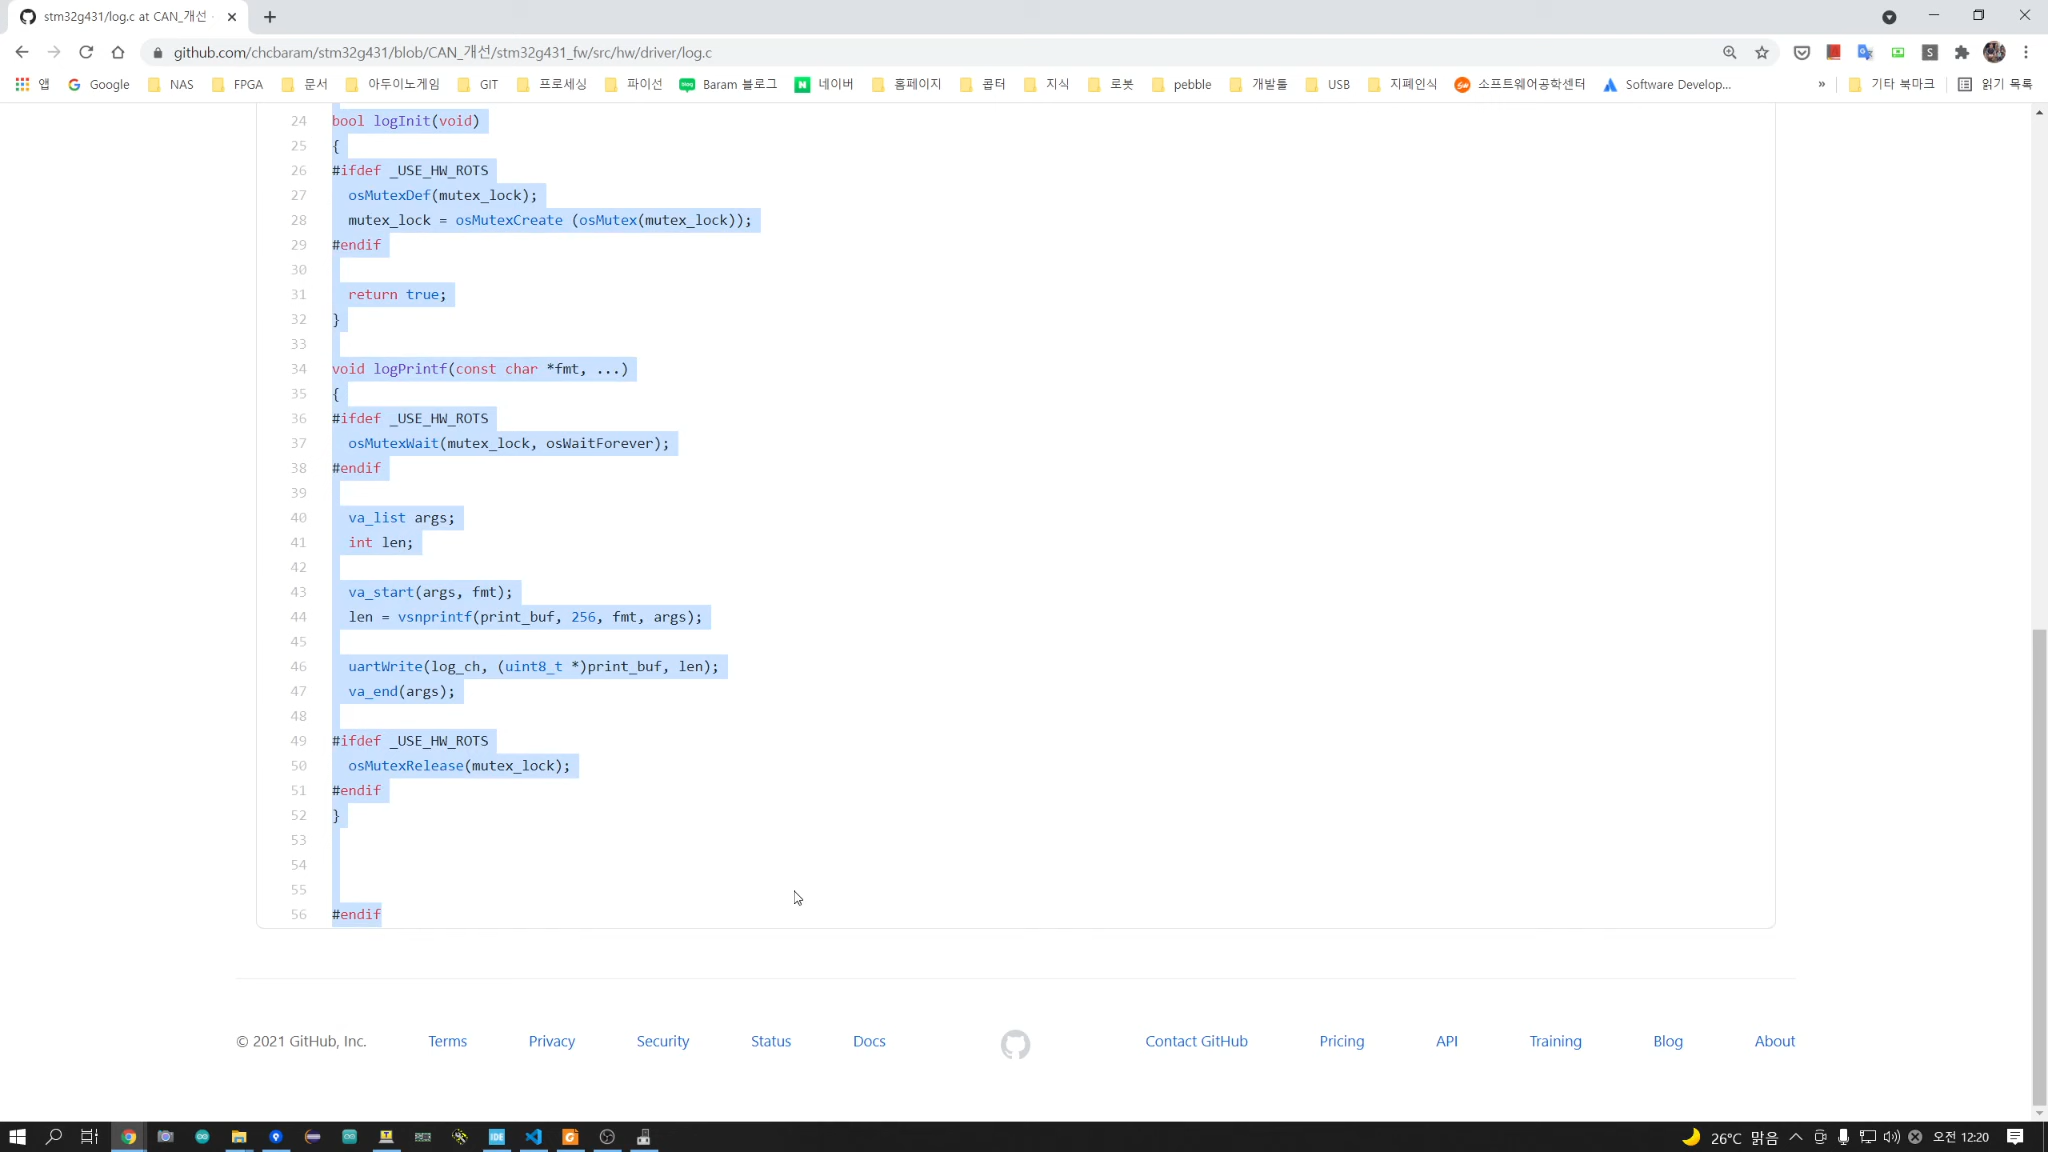 stm32g431/log.c at CAN_개선 ·
github.com/chcbaram/stm32g431/blob/CAN_개선/stm32g431_fw/src/hw/driver/log.c
앱 Google NAS FPGA 문서 아두이노게임 GIT 프로세싱 파이선 Baram 블로그 네이버 홈페이지 콥터 지식 로봇 pebble 개발툴 USB 지폐인식 소프트웨어공학센터 Software Develop... » 기타 북마크 읽기 목록
24 bool logInit(void)
25 {
26 #ifdef _USE_HW_ROTS
27 osMutexDef(mutex_lock);
28 mutex_lock = osMutexCreate (osMutex(mutex_lock));
29 #endif
30
31 return true;
32 }
33
34 void logPrintf(const char *fmt, ...)
35 {
36 #ifdef _USE_HW_ROTS
37 osMutexWait(mutex_lock, osWaitForever);
38 #endif
39
40 va_list args;
41 int len;
42
43 va_start(args, fmt);
44 len = vsnprintf(print_buf, 256, fmt, args);
45
46 uartWrite(log_ch, (uint8_t *)print_buf, len);
47 va_end(args);
48
49 #ifdef _USE_HW_ROTS
50 osMutexRelease(mutex_lock);
51 #endif
52 }
53
54
55
56 #endif
© 2021 GitHub, Inc. Terms Privacy Security Status Docs Contact GitHub Pricing API Training Blog About
26°C 맑음 오전 12:20